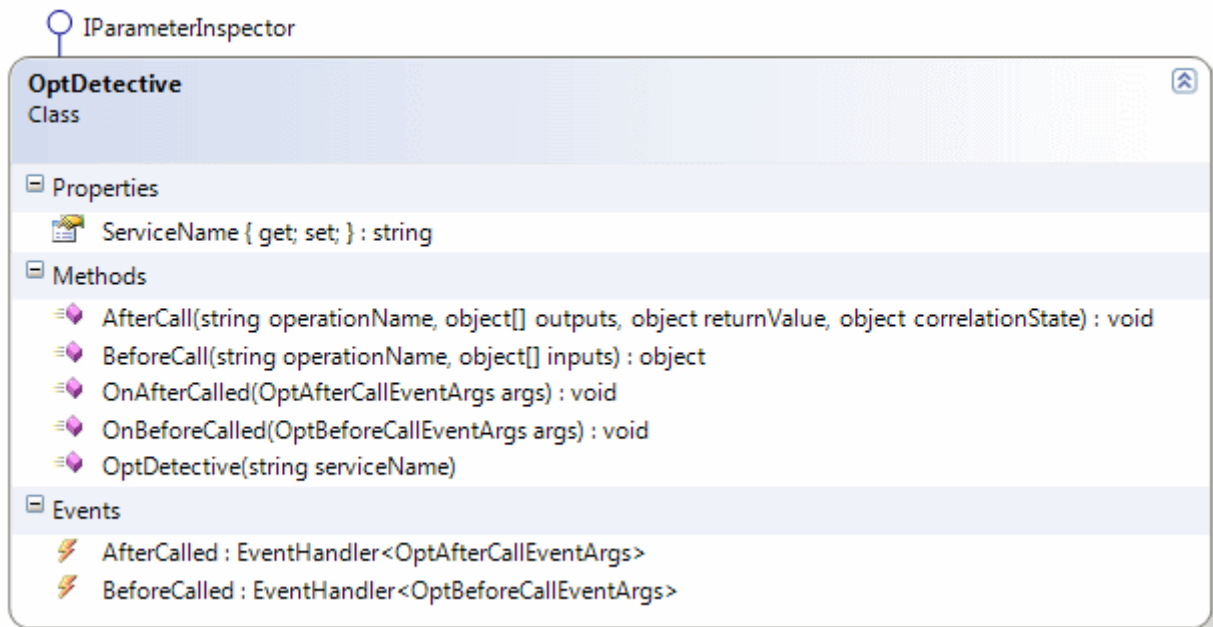 IParameterInspector
OptDetective
Class
Properties
ServiceName { get; set; } : string
Methods
AfterCall(string operationName, object[] outputs, object returnValue, object correlationState) : void
BeforeCall(string operationName, object[] inputs) : object
OnAfterCalled(OptAfterCallEventArgs args) : void
OnBeforeCalled(OptBeforeCallEventArgs args) : void
OptDetective(string serviceName)
Events
AfterCalled : EventHandler<OptAfterCallEventArgs>
BeforeCalled : EventHandler<OptBeforeCallEventArgs>